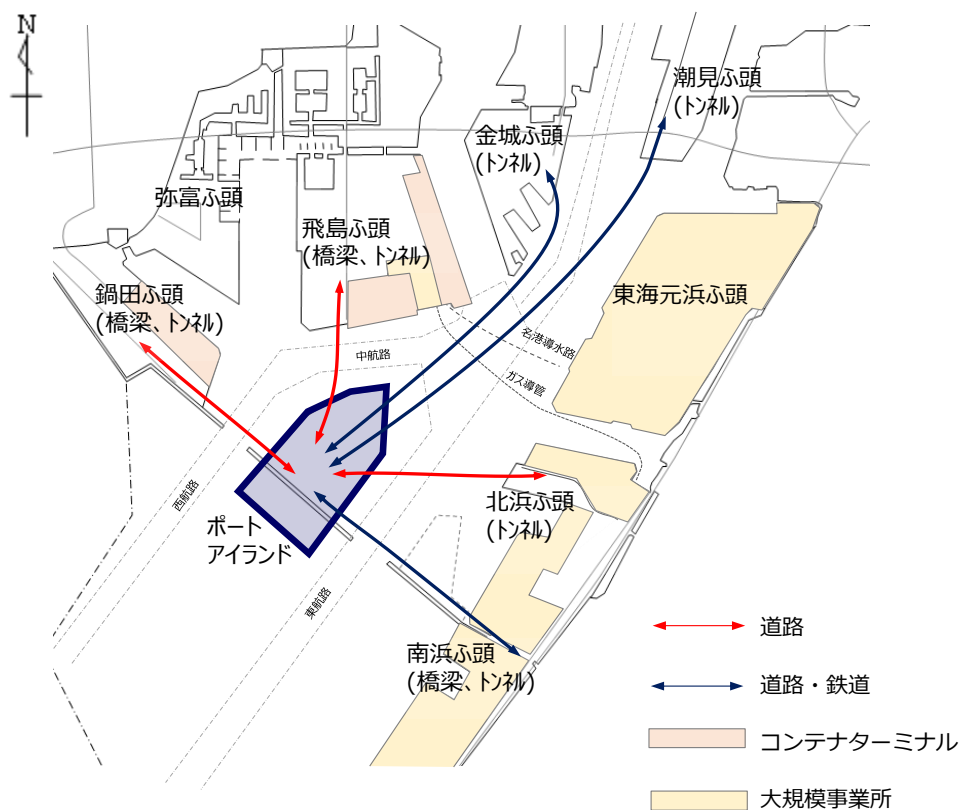 N
潮見ふ頭
(トンネル)
金城ふ頭
(トンネル)
弥富ふ頭
飛島ふ頭
(橋梁、トンネル)
鍋田ふ頭
(橋梁、トンネル)
東海元浜ふ頭
名港導水路
中航路
ガス導管
西航路
ポート
アイランド
北浜ふ頭
(トンネル)
東航路
南浜ふ頭
(橋梁、トンネル)
道路
道路・鉄道
コンテナターミナル
大規模事業所